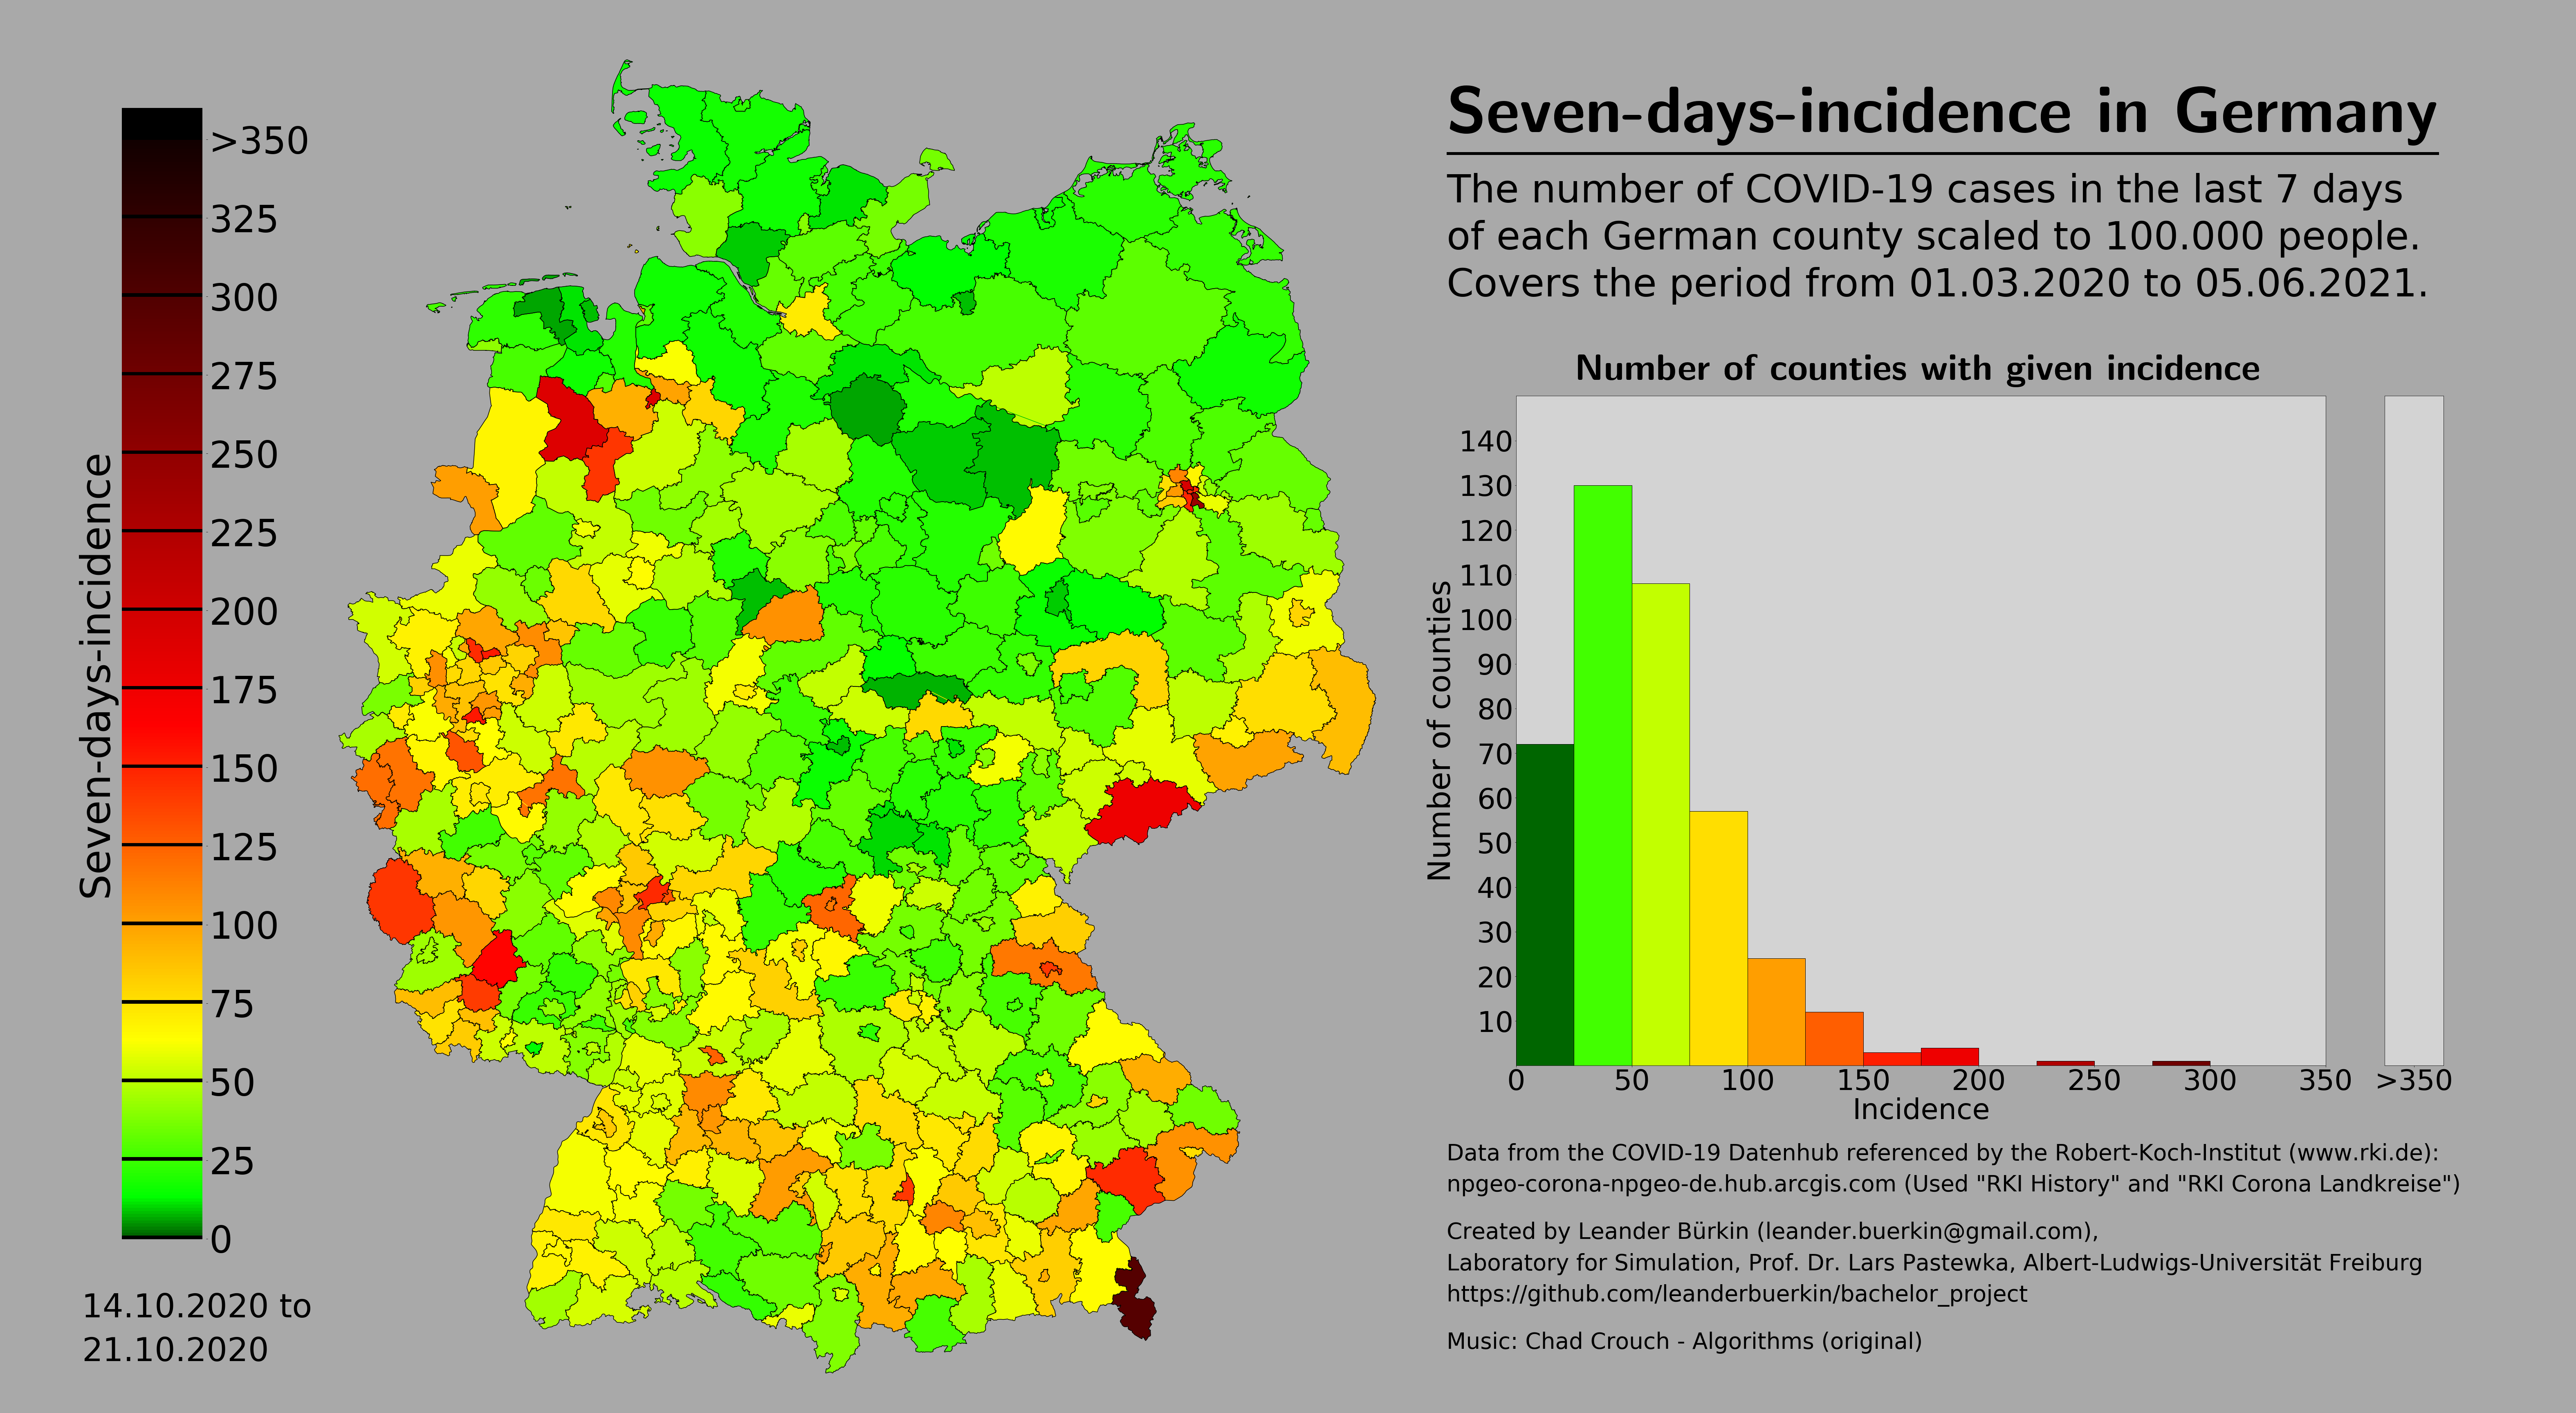 Seven-days-incidence in Germany
The number of COVID-19 cases in the last 7 days
of each German county scaled to 100.000 people.
Covers the period from 01.03.2020 to 05.06.2021.
Seven-days-incidence
>350
325
300
275
250
225
200
175
150
125
100
75
50
25
0
14.10.2020 to
21.10.2020
Number of counties with given incidence
Number of counties
140
130
120
110
100
90
80
70
60
50
40
30
20
10
0 50 100 150 200 250 300 350 >350
Incidence
Data from the COVID-19 Datenhub referenced by the Robert-Koch-Institut (www.rki.de):
npgeo-corona-npgeo-de.hub.arcgis.com (Used "RKI History" and "RKI Corona Landkreise")
Created by Leander Bürkin (leander.buerkin@gmail.com),
Laboratory for Simulation, Prof. Dr. Lars Pastewka, Albert-Ludwigs-Universität Freiburg
https://github.com/leanderbuerkin/bachelor_project
Music: Chad Crouch - Algorithms (original)